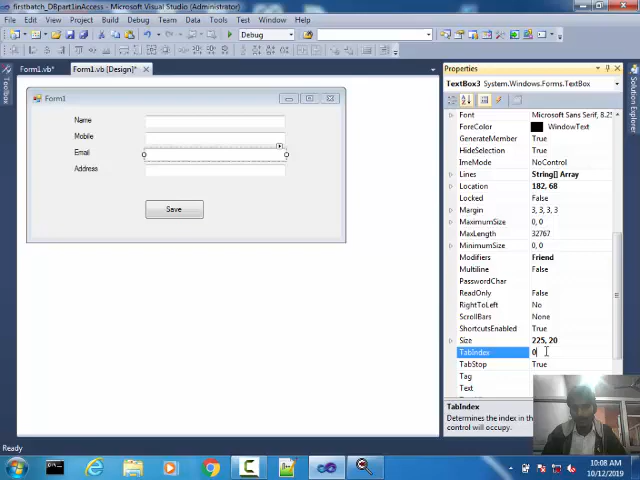 firstbatch_DBpart1inAccess - Microsoft Visual Studio (Administrator)
File Edit View Project Build Debug Team Data Tools Test Window Help
Debug
Form1.vb* Form1.vb [Design]*
Toolbox
Form1
Name
Mobile
Email
Address
Save
Properties
TextBox3 System.Windows.Forms.TextBox
Font Microsoft Sans Serif, 8.25
ForeColor WindowText
GenerateMember True
HideSelection True
ImeMode NoControl
Lines String[] Array
Location 182, 68
Locked False
Margin 3, 3, 3, 3
MaximumSize 0, 0
MaxLength 32767
MinimumSize 0, 0
Modifiers Friend
Multiline False
PasswordChar
ReadOnly False
RightToLeft No
ScrollBars None
ShortcutsEnabled True
Size 225, 20
TabIndex 0
TabStop True
Tag
Text
TabIndex
Determines the index in the
control will occupy.
Solution Explorer
Ready
10:08 AM
10/12/2019